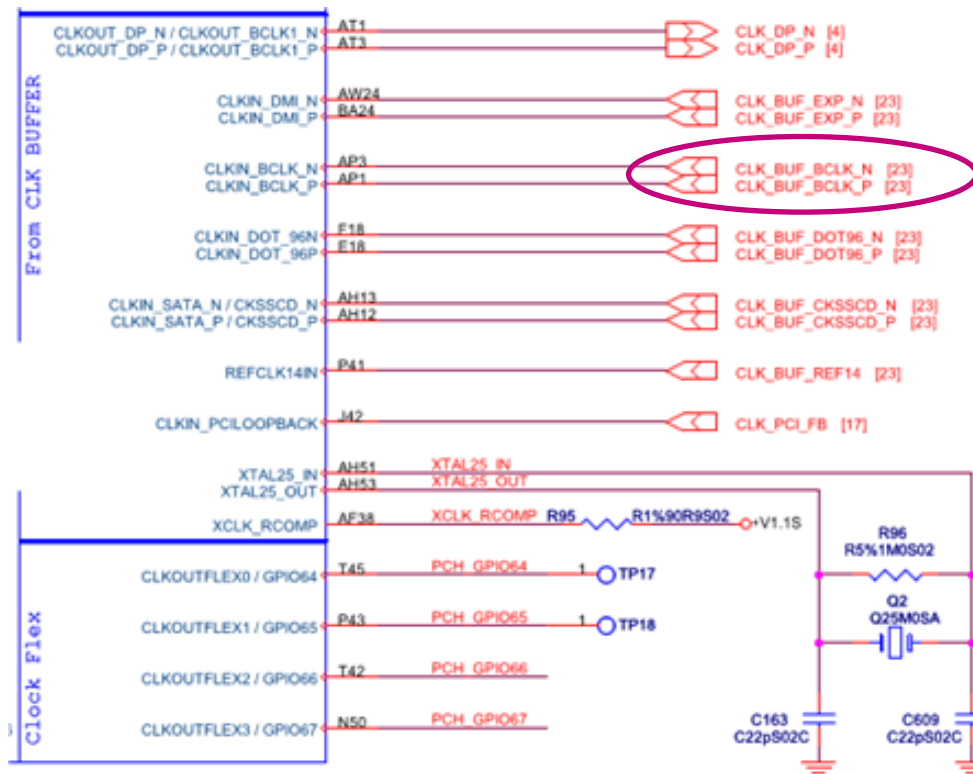 From CLK BUFFER
CLKOUT_DP_N / CLKOUT_BCLK1_N AT1 CLK_DP_N [4]
CLKOUT_DP_P / CLKOUT_BCLK1_P AT3 CLK_DP_P [4]
CLKIN_DMI_N AW24 CLK_BUF_EXP_N [23]
CLKIN_DMI_P BA24 CLK_BUF_EXP_P [23]
CLKIN_BCLK_N AP3 CLK_BUF_BCLK_N [23]
CLKIN_BCLK_P AP1 CLK_BUF_BCLK_P [23]
CLKIN_DOT_96N F18 CLK_BUF_DOT96_N [23]
CLKIN_DOT_96P E18 CLK_BUF_DOT96_P [23]
CLKIN_SATA_N / CKSSCD_N AH13 CLK_BUF_CKSSCD_N [23]
CLKIN_SATA_P / CKSSCD_P AH12 CLK_BUF_CKSSCD_P [23]
REFCLK14IN P41 CLK_BUF_REF14 [23]
CLKIN_PCILOOPBACK J42 CLK_PCI_FB [17]
XTAL25_IN AH51 XTAL25_IN
XTAL25_OUT AH53 XTAL25_OUT
XCLK_RCOMP AF38 XCLK_RCOMP R95 R1%90R9S02 +V1.1S
R96
R5%1M0S02
Clock Flex
CLKOUTFLEX0 / GPIO64 T45 PCH_GPIO64 1 TP17
Q2
Q25M0SA
CLKOUTFLEX1 / GPIO65 P43 PCH_GPIO65 1 TP18
CLKOUTFLEX2 / GPIO66 T42 PCH_GPIO66
CLKOUTFLEX3 / GPIO67 N50 PCH_GPIO67
C163 C609
C22pS02C C22pS02C